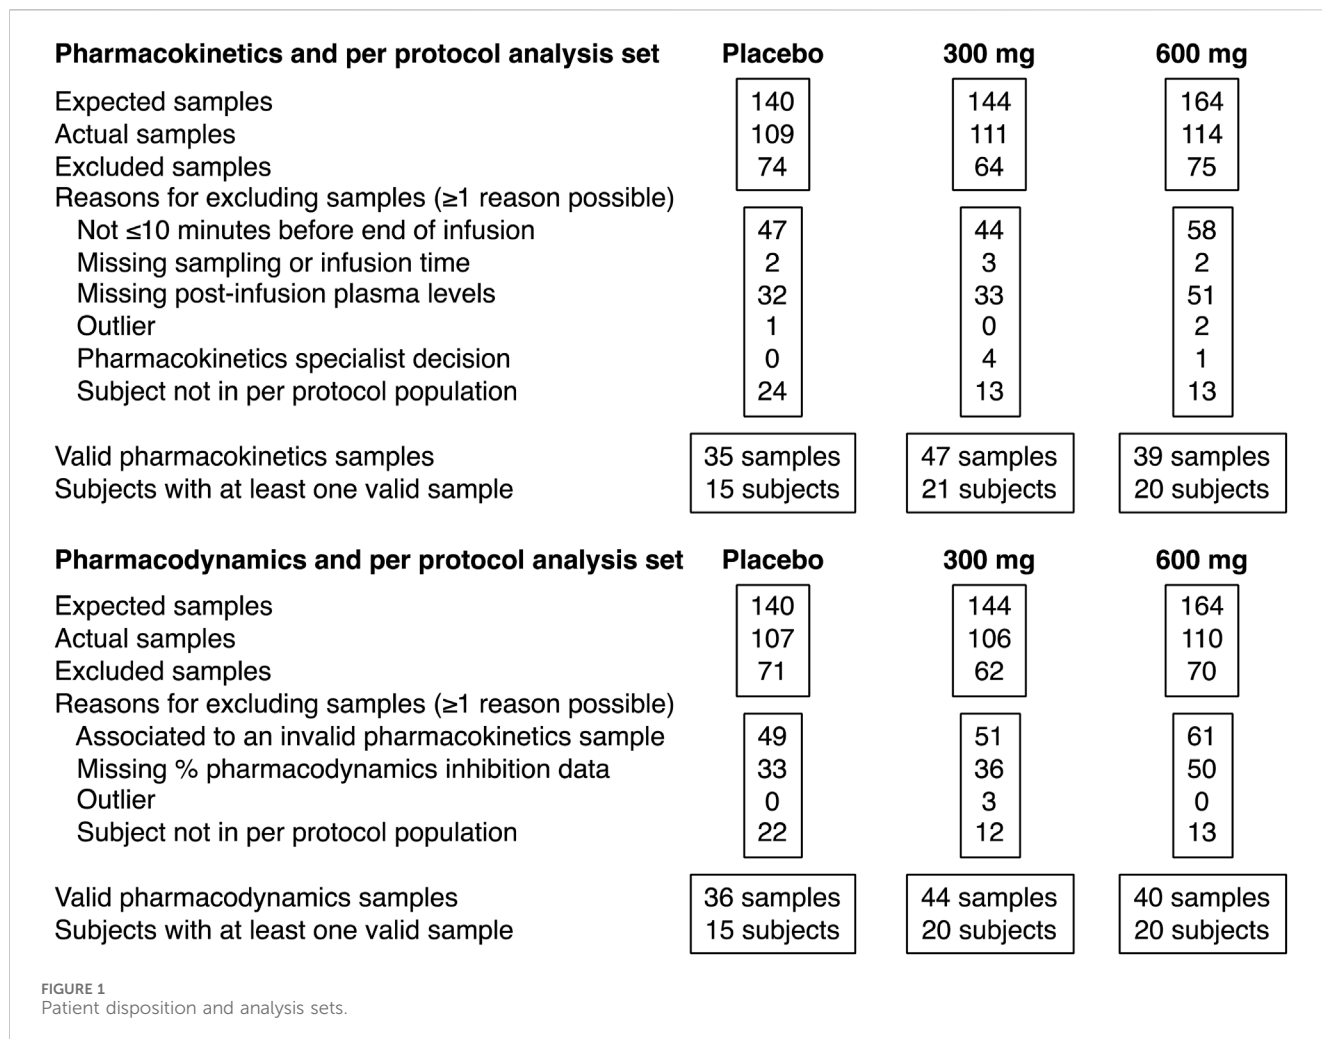 Pharmacokinetics and per protocol analysis set Placebo 300 mg 600 mg
Expected samples 140 144 164
Actual samples 109 111 114
Excluded samples 74 64 75
Reasons for excluding samples (≥1 reason possible)
Not ≤10 minutes before end of infusion 47 44 58
Missing sampling or infusion time 2 3 2
Missing post-infusion plasma levels 32 33 51
Outlier 1 0 2
Pharmacokinetics specialist decision 0 4 1
Subject not in per protocol population 24 13 13
Valid pharmacokinetics samples 35 samples 47 samples 39 samples
Subjects with at least one valid sample 15 subjects 21 subjects 20 subjects
Pharmacodynamics and per protocol analysis set Placebo 300 mg 600 mg
Expected samples 140 144 164
Actual samples 107 106 110
Excluded samples 71 62 70
Reasons for excluding samples (≥1 reason possible)
Associated to an invalid pharmacokinetics sample 49 51 61
Missing % pharmacodynamics inhibition data 33 36 50
Outlier 0 3 0
Subject not in per protocol population 22 12 13
Valid pharmacodynamics samples 36 samples 44 samples 40 samples
Subjects with at least one valid sample 15 subjects 20 subjects 20 subjects
FIGURE 1
Patient disposition and analysis sets.